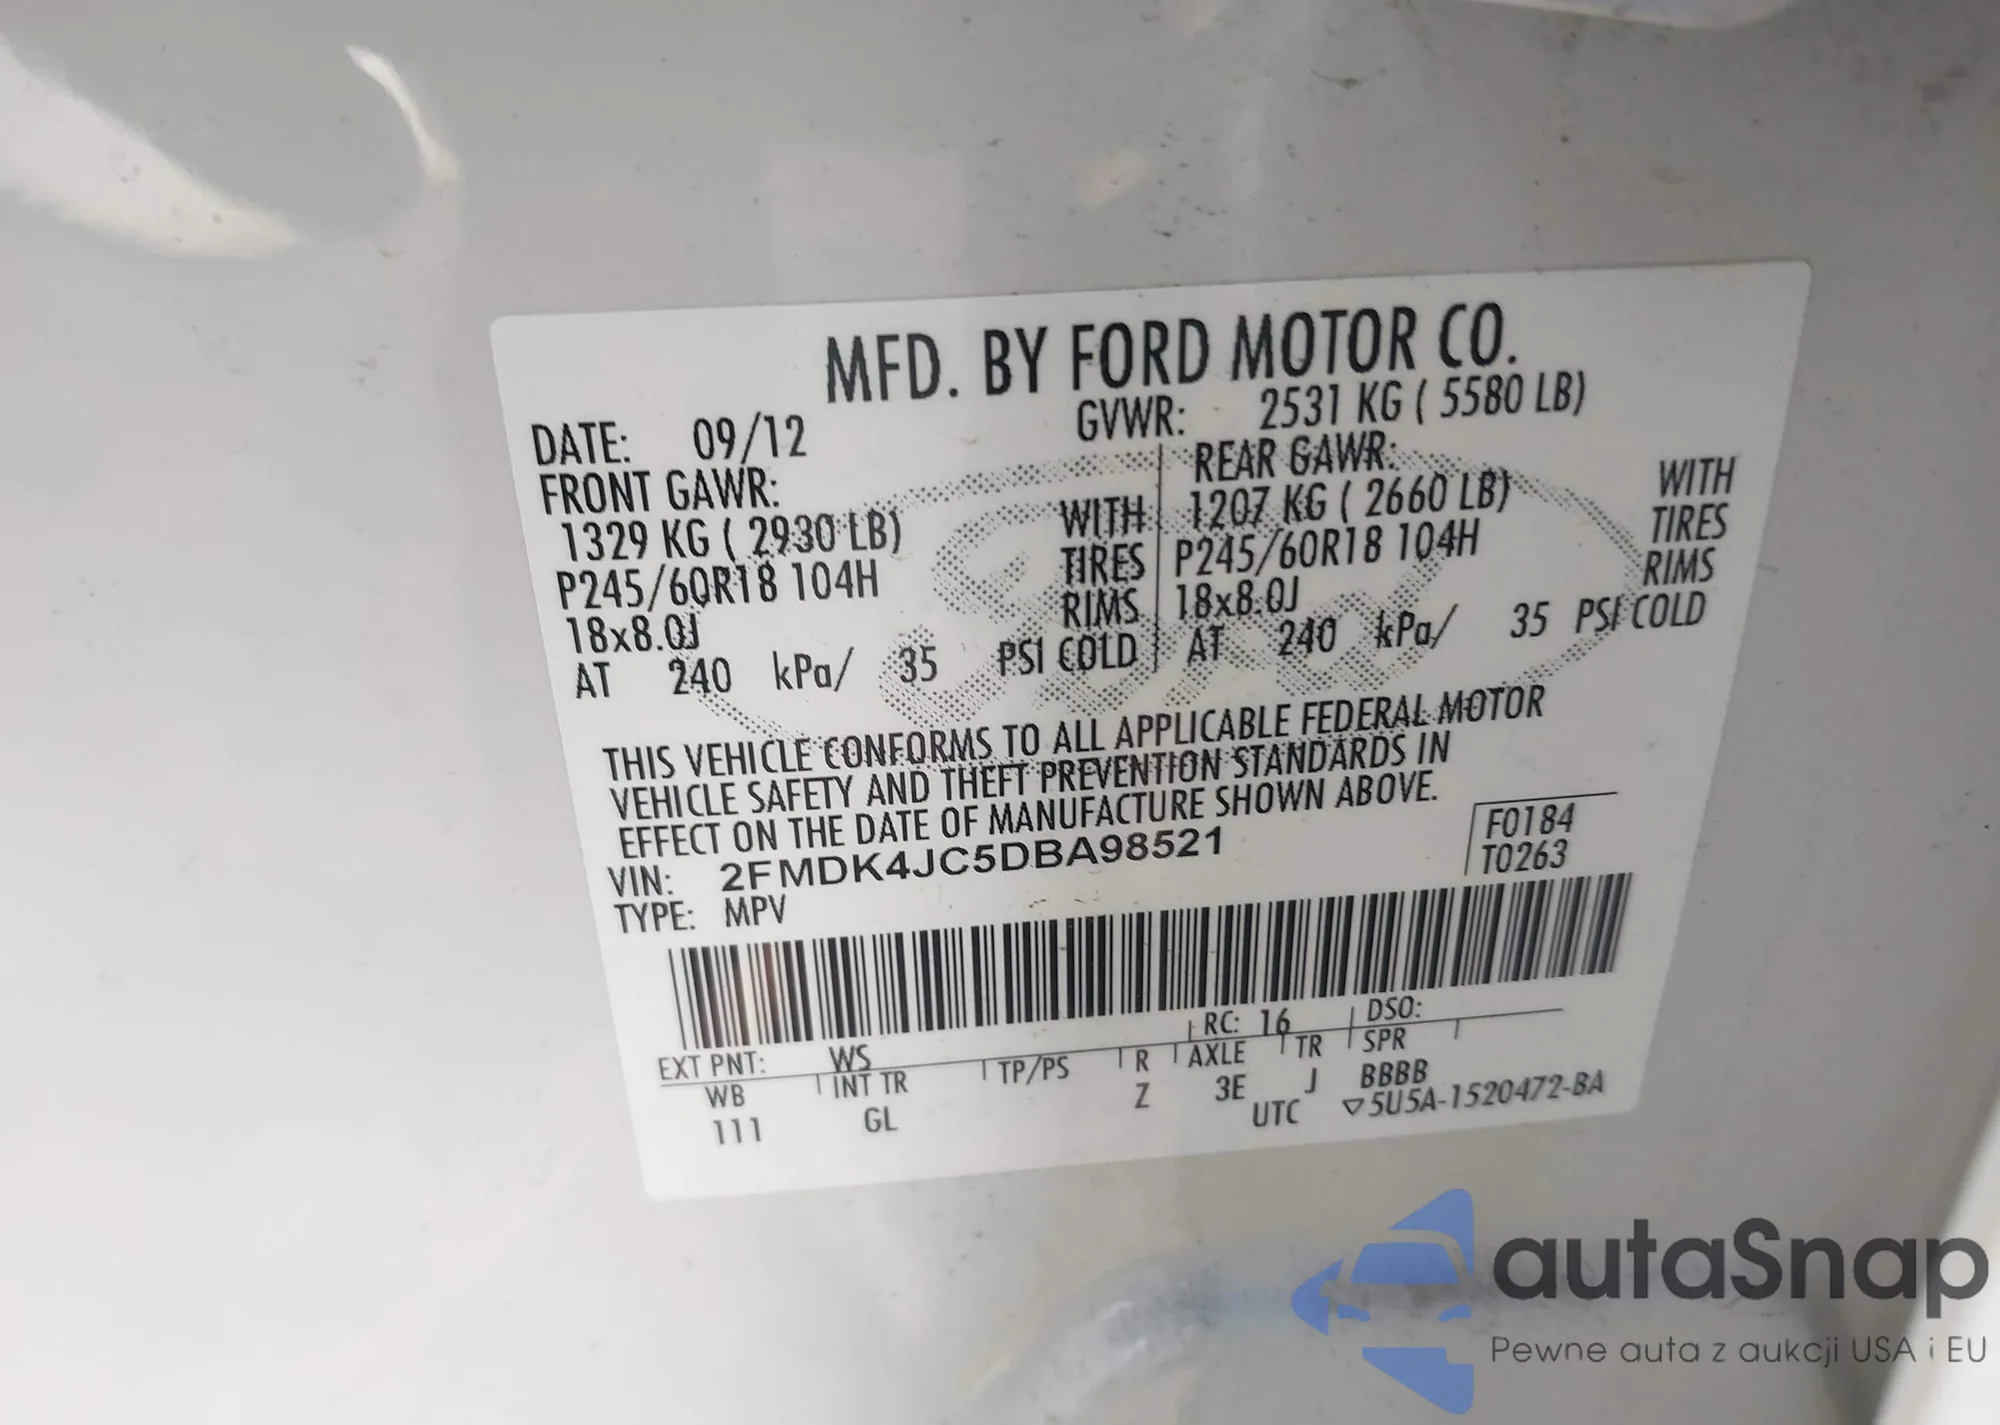 MFD. BY FORD MOTOR CO.
DATE: 09/12 GVWR: 2531 KG ( 5580 LB)
FRONT GAWR: REAR GAWR:
1329 KG ( 2930 LB) WITH 1207 KG ( 2660 LB) WITH
P245/60R18 104H TIRES P245/60R18 104H TIRES
18x8.0J RIMS 18x8.0J RIMS
AT 240 kPa/ 35 PSI COLD AT 240 kPa/ 35 PSI COLD
THIS VEHICLE CONFORMS TO ALL APPLICABLE FEDERAL MOTOR
VEHICLE SAFETY AND THEFT PREVENTION STANDARDS IN
EFFECT ON THE DATE OF MANUFACTURE SHOWN ABOVE.
VIN: 2FMDK4JC5DBA98521 F0184
TYPE: MPV T0263
EXT PNT: WS RC: 16 DSO:
WB INT TR TP/PS R AXLE TR SPR
111 GL Z 3E J BBBB
UTC ▽5U5A-1520472-BA
autaSnap
Pewne auta z aukcji USA i EU